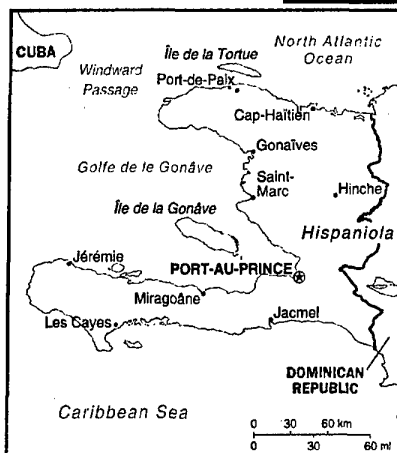 CUBA
North Atlantic
Ocean
Île de la Tortue
Windward
Passage
Port-de-Paix
Cap-Haïtien
Gonaïves
Golfe de le Gonâve
Saint-
Marc
Hinche
Île de la Gonâve
Hispaniola
Jérémie
PORT-AU-PRINCE
Miragoâne
Les Cayes
Jacmel
DOMINICAN
REPUBLIC
Caribbean Sea
0 30 60 km
0 30 60 mi